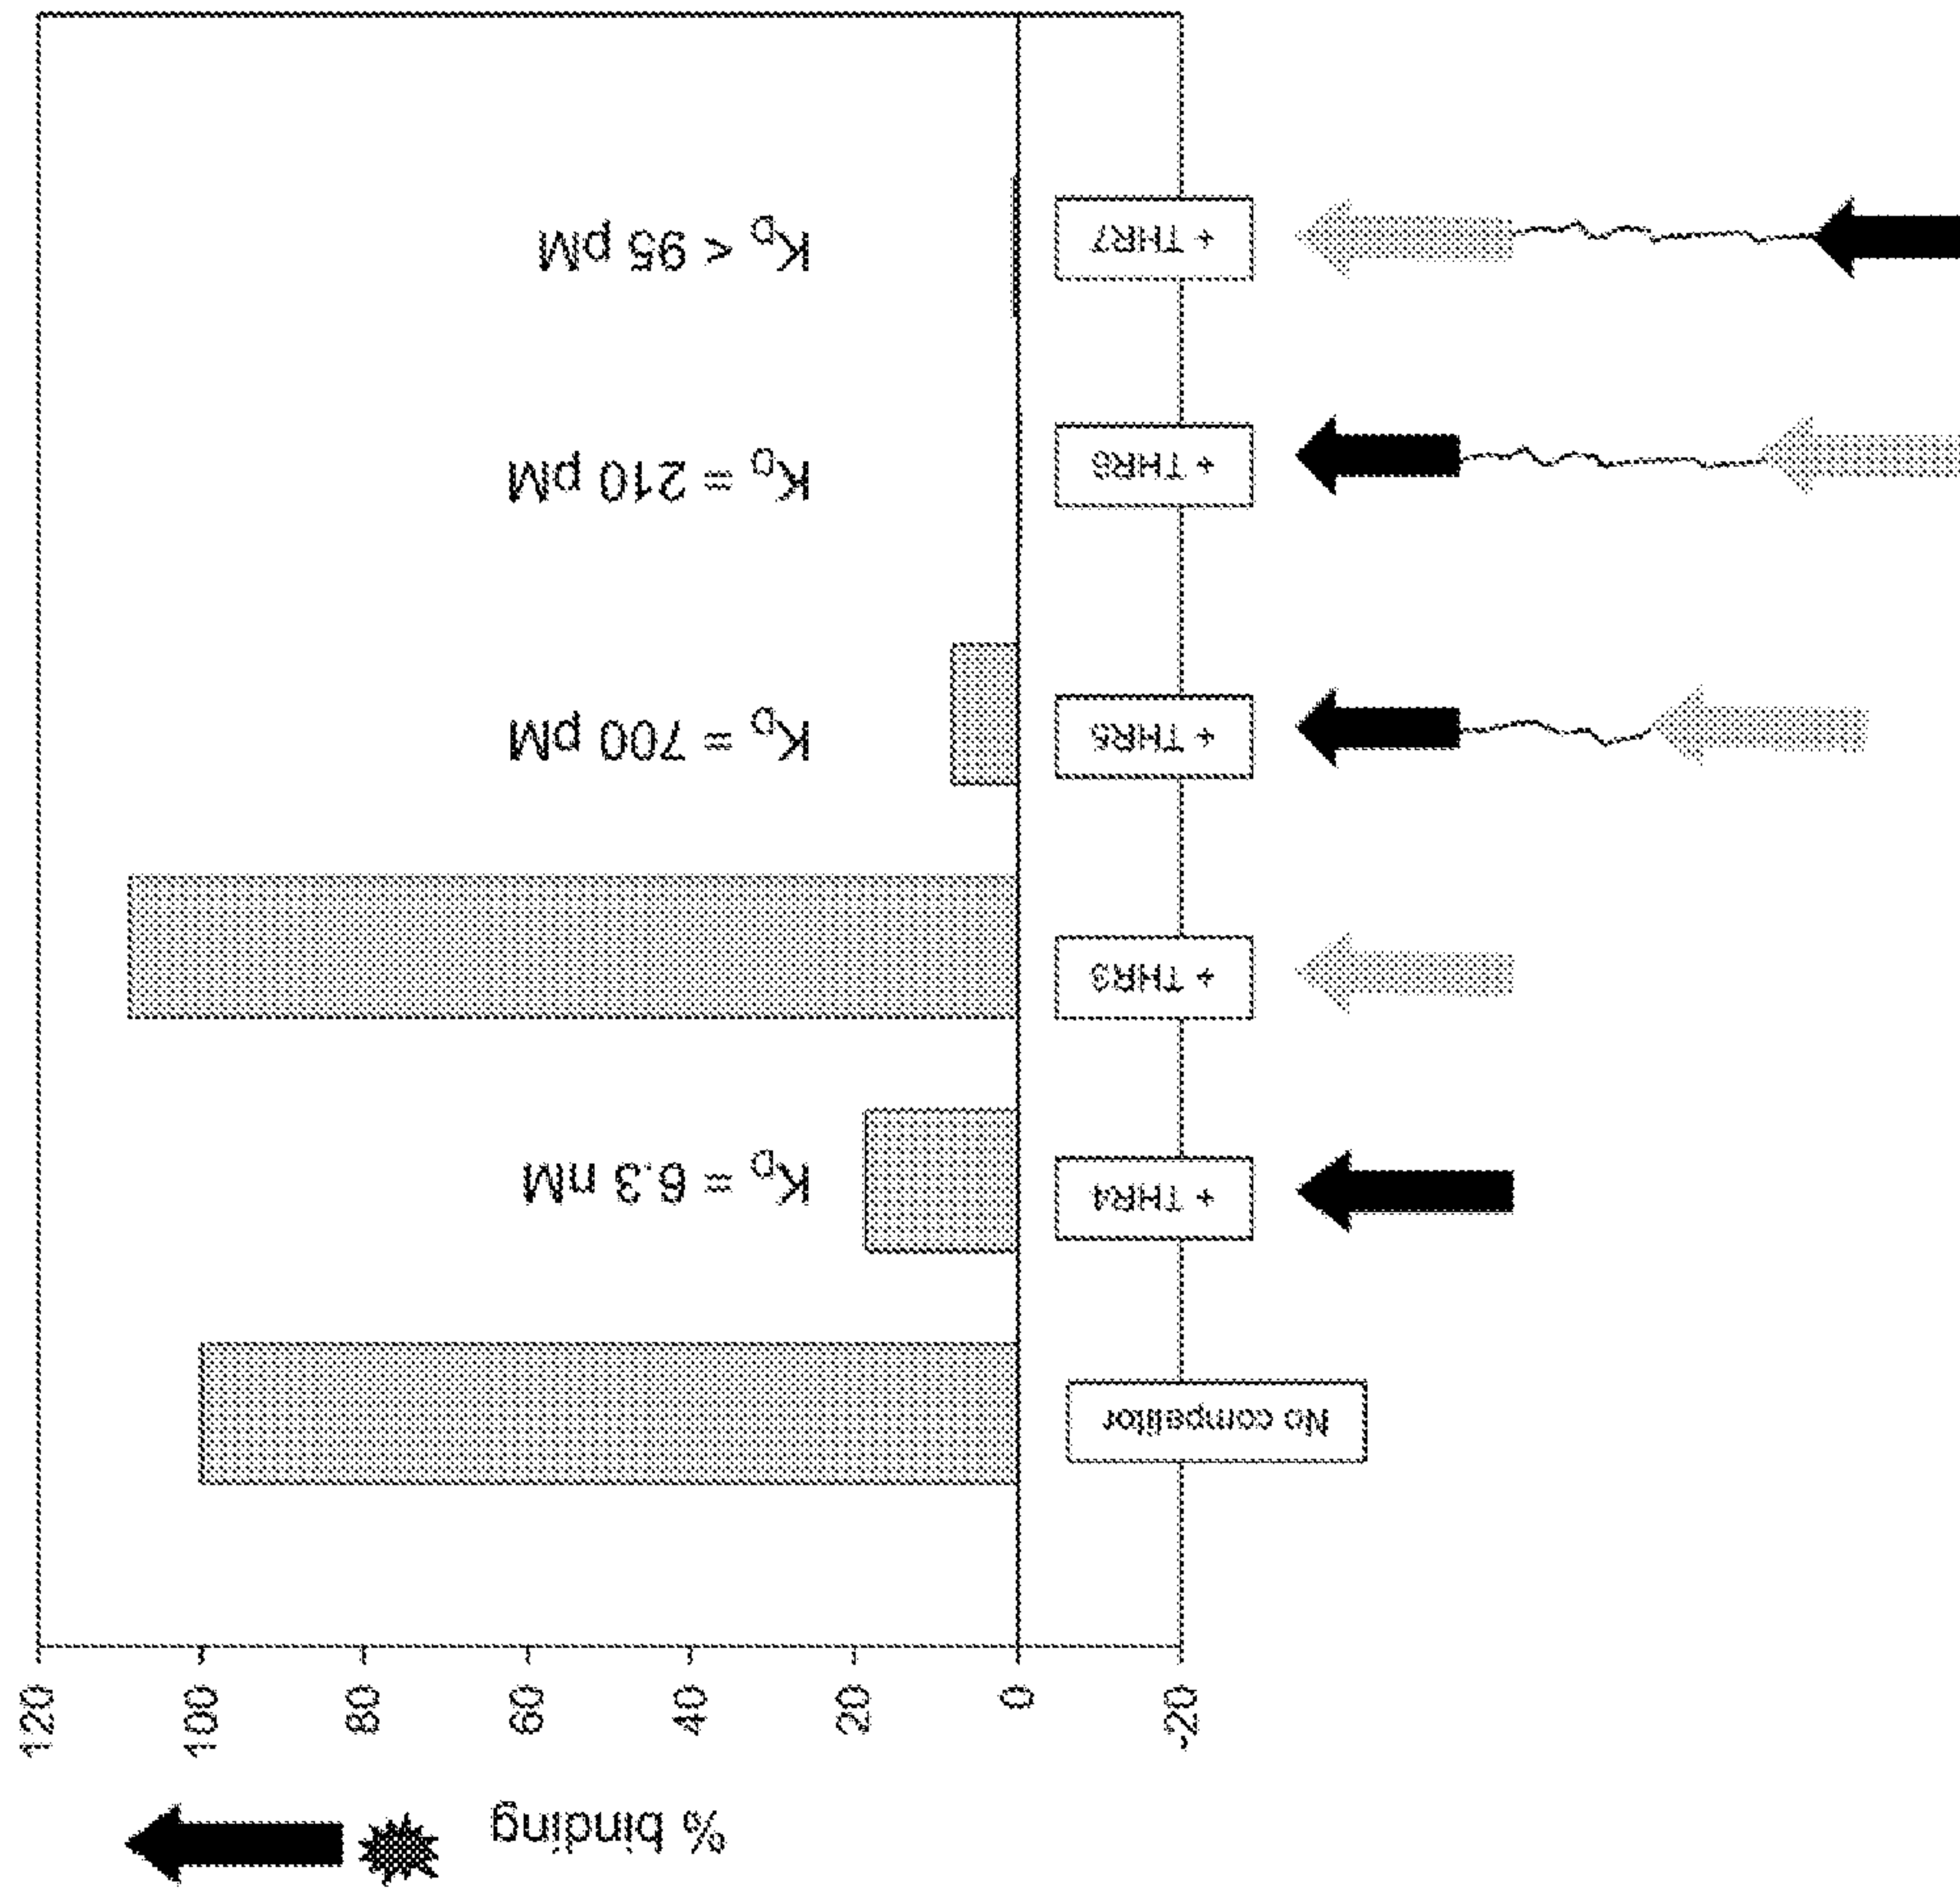 % binding
120
100
80
60
40
20
0
-20
No competitor
+ THR4
+ THR3
+ THR5
+ THR6
+ THR7
K_D = 6.3 nM
K_D = 700 pM
K_D = 210 pM
K_D < 95 pM